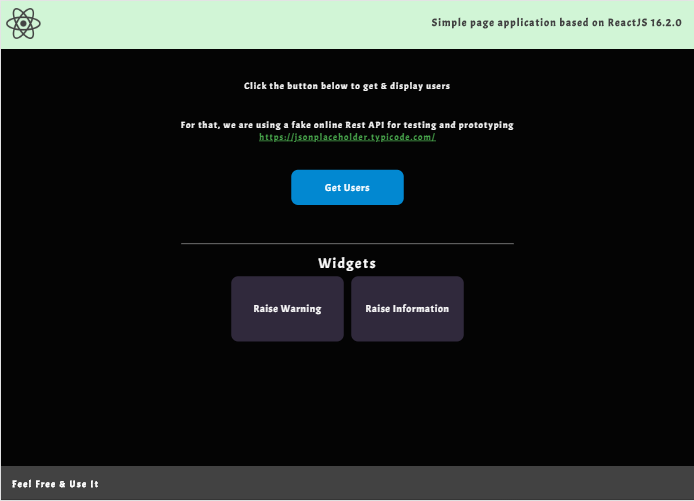 Simple page application based on ReactJS 16.2.0
Click the button below to get & display users
For that, we are using a fake online Rest API for testing and prototyping
https://jsonplaceholder.typicode.com/
Get Users
Widgets
Raise Warning
Raise Information
Feel Free & Use It